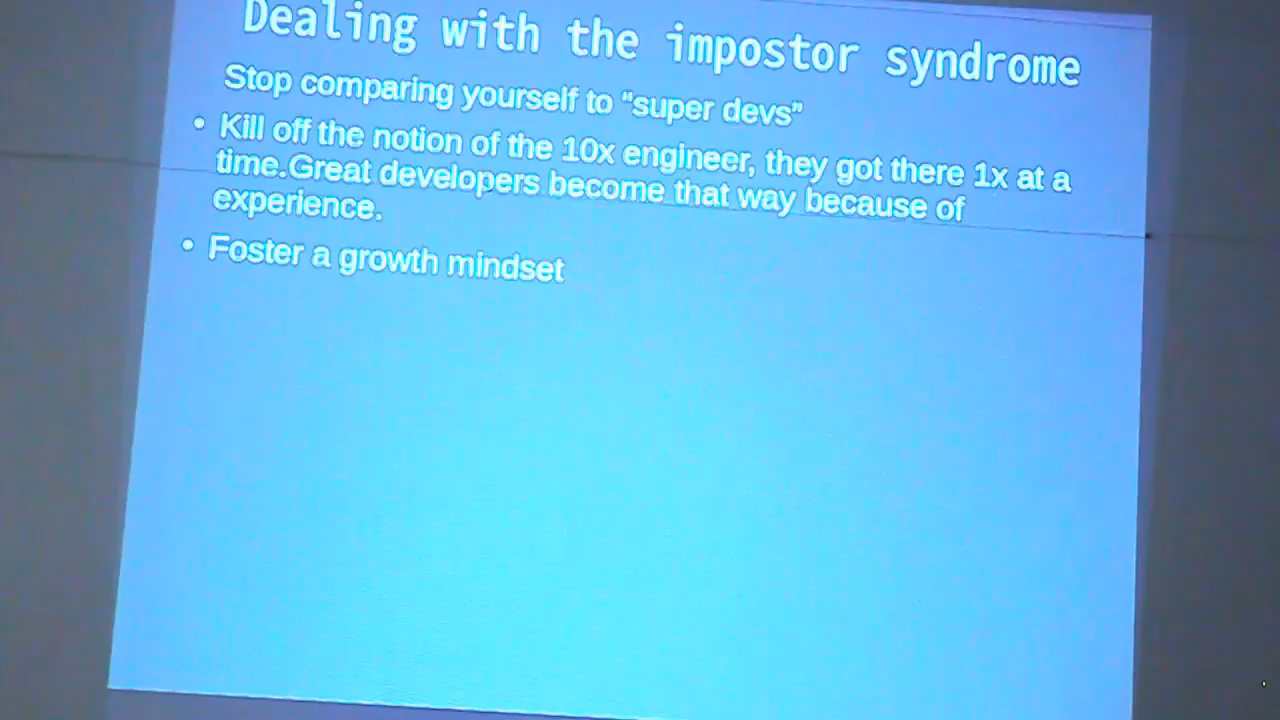 Dealing with the impostor syndrome
Stop comparing yourself to “super devs”
• Kill off the notion of the 10x engineer, they got there 1x at a
time.Great developers become that way because of
experience.
• Foster a growth mindset